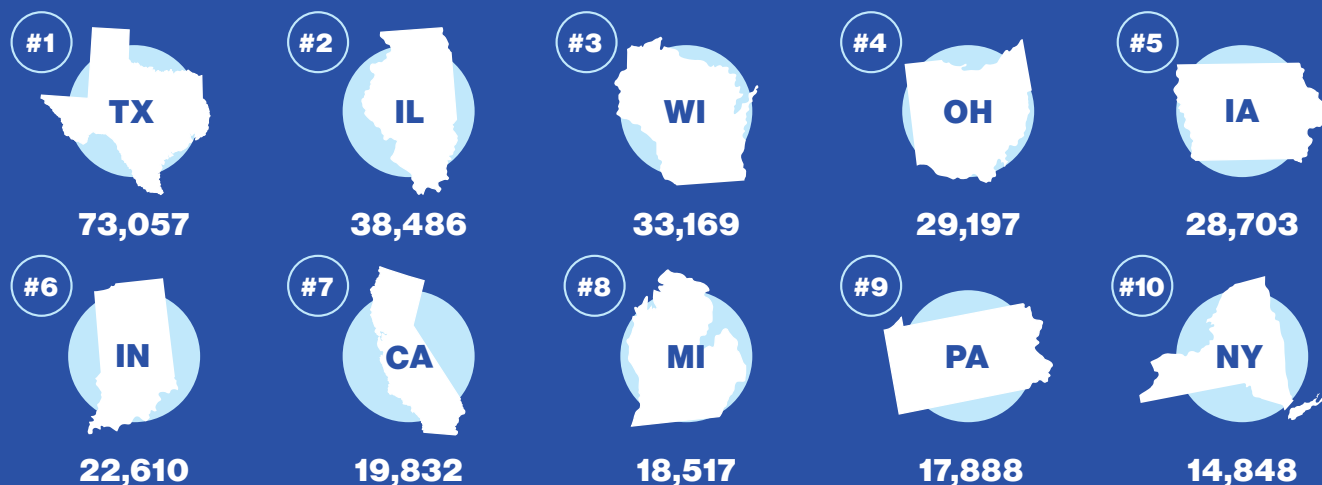 #1 #2 #3 #4 #5
TX IL WI OH IA
73,057 38,486 33,169 29,197 28,703
#6 #7 #8 #9 #10
IN CA MI PA NY
22,610 19,832 18,517 17,888 14,848